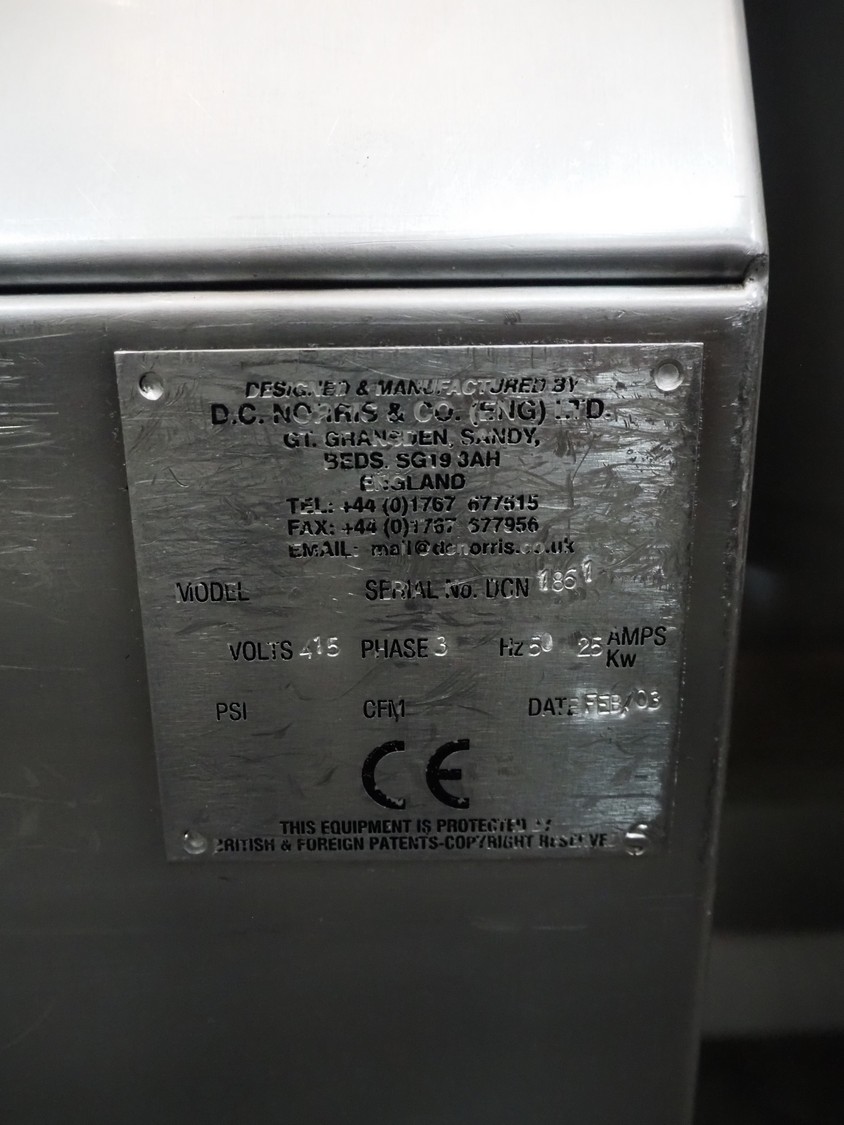 DESIGNED & MANUFACTURED BY
D.C. NORRIS & CO. (ENG) LTD.
GT. GRANSDEN, SANDY,
BEDS. SG19 3AH
ENGLAND
TEL: +44 (0)1767 677515
FAX: +44 (0)1767 677956
EMAIL: mail@dcnorris.co.uk
MODEL SERIAL No. DCN 1861
VOLTS 415 PHASE 3 Hz 50 25 AMPS
Kw
PSI CFM DATE FEB/03
CE
THIS EQUIPMENT IS PROTECTED BY
BRITISH & FOREIGN PATENTS-COPYRIGHT RESERVED